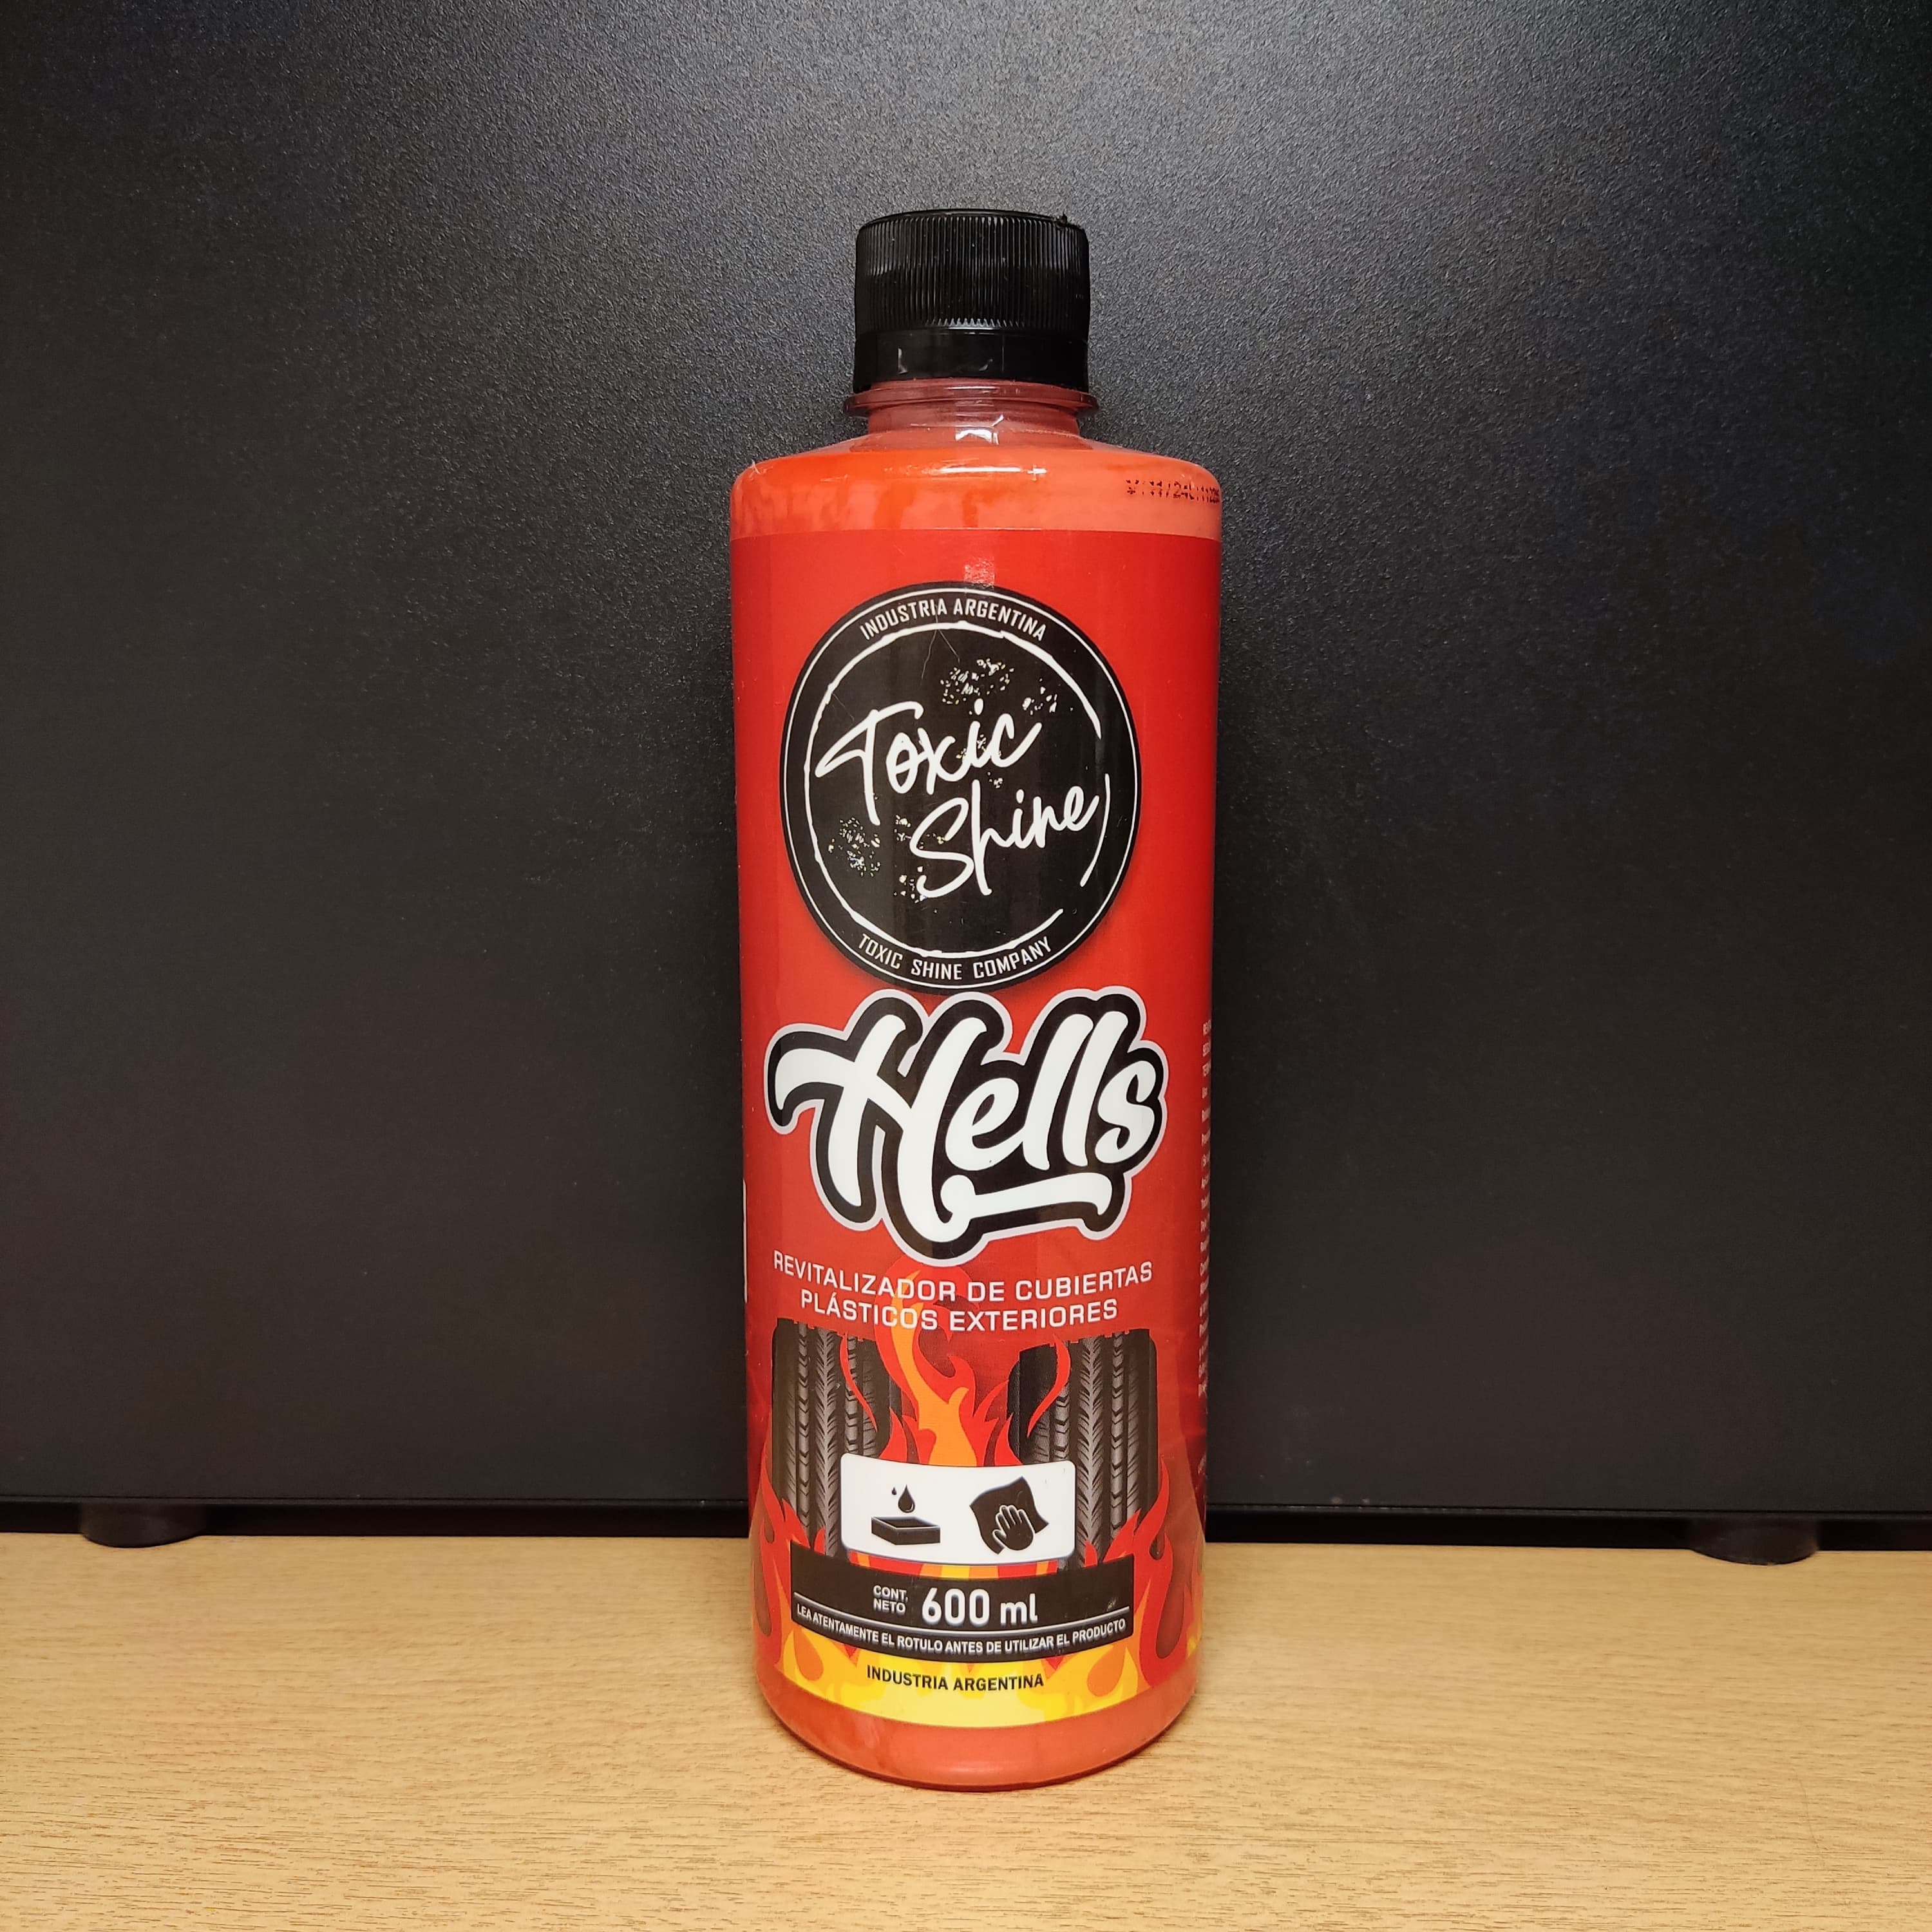 INDUSTRIA ARGENTINA
Toxic
Shine
TOXIC SHINE COMPANY
Hells
REVITALIZADOR DE CUBIERTAS
PLÁSTICOS EXTERIORES
CONT.
NETO
600 ml
LEA ATENTAMENTE EL ROTULO ANTES DE UTILIZAR EL PRODUCTO
INDUSTRIA ARGENTINA